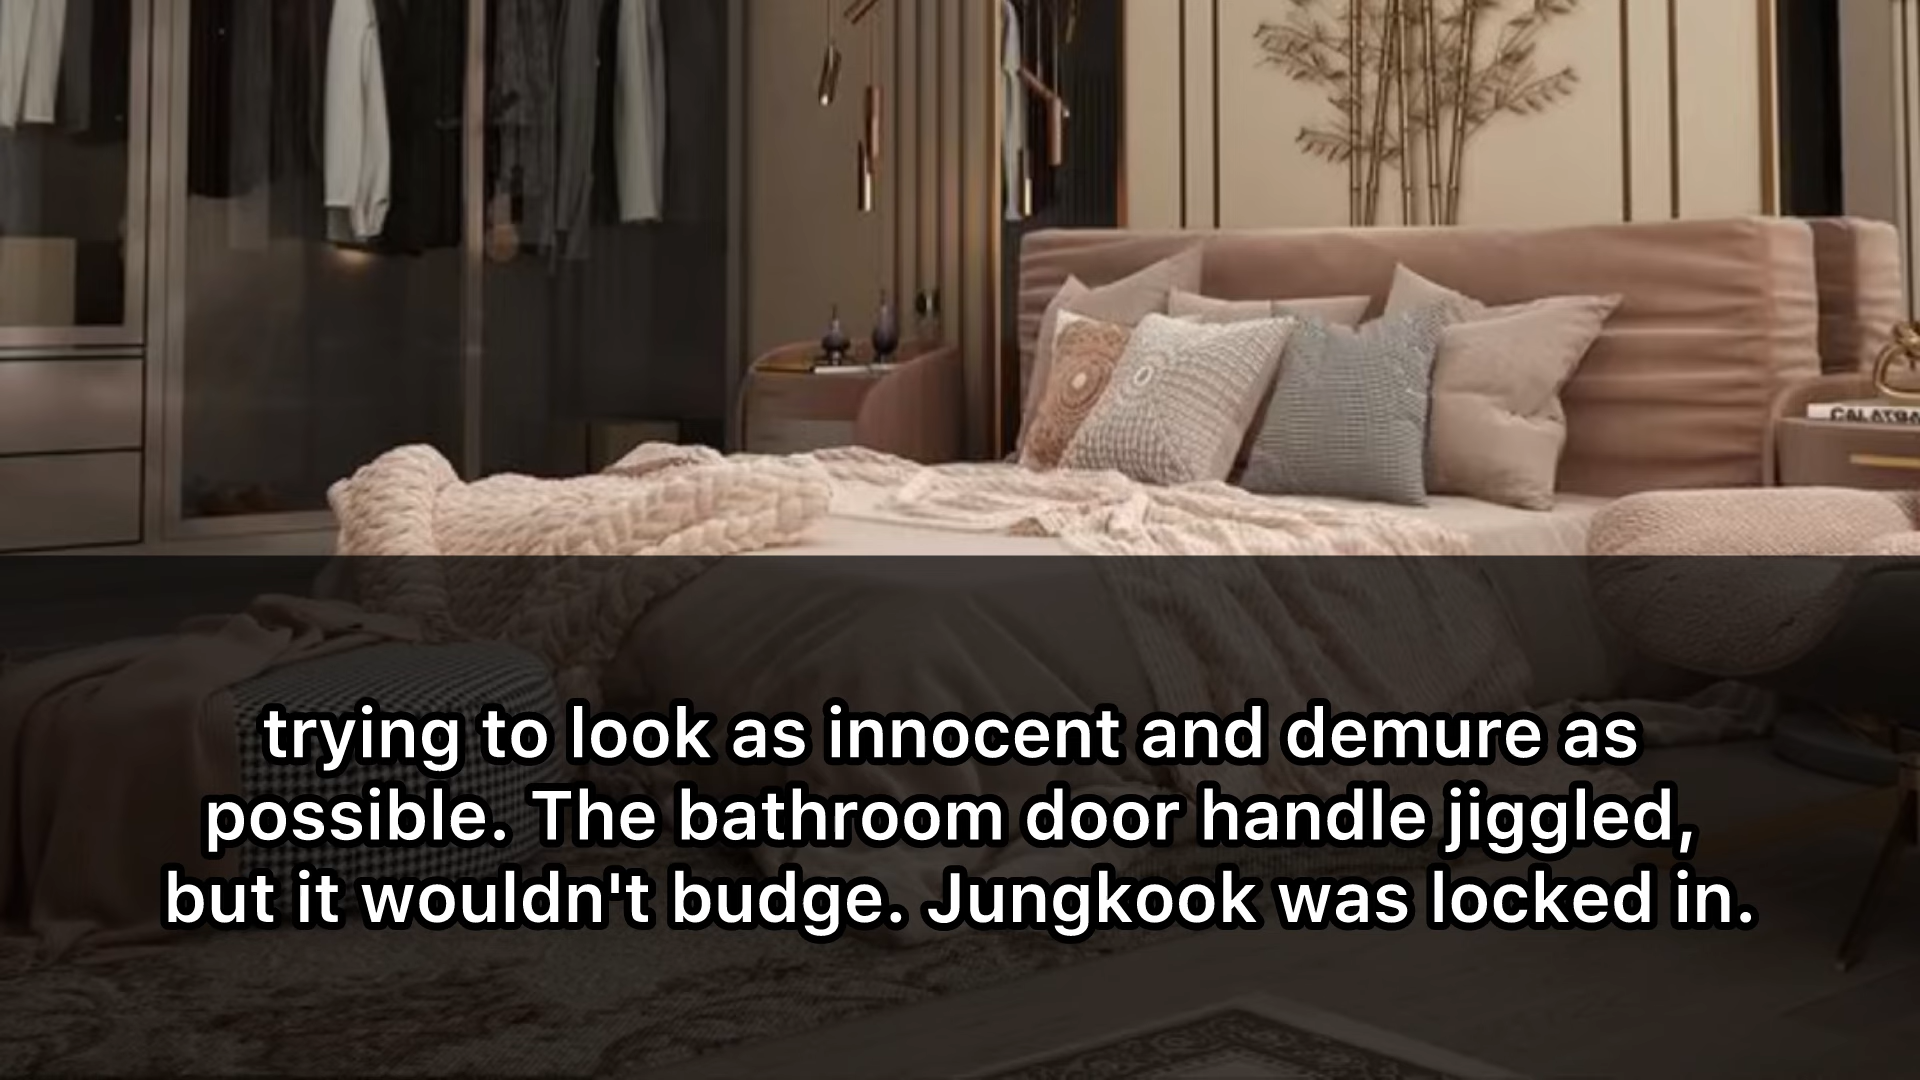 CALATRA
trying to look as innocent and demure as
possible. The bathroom door handle jiggled,
but it wouldn't budge. Jungkook was locked in.